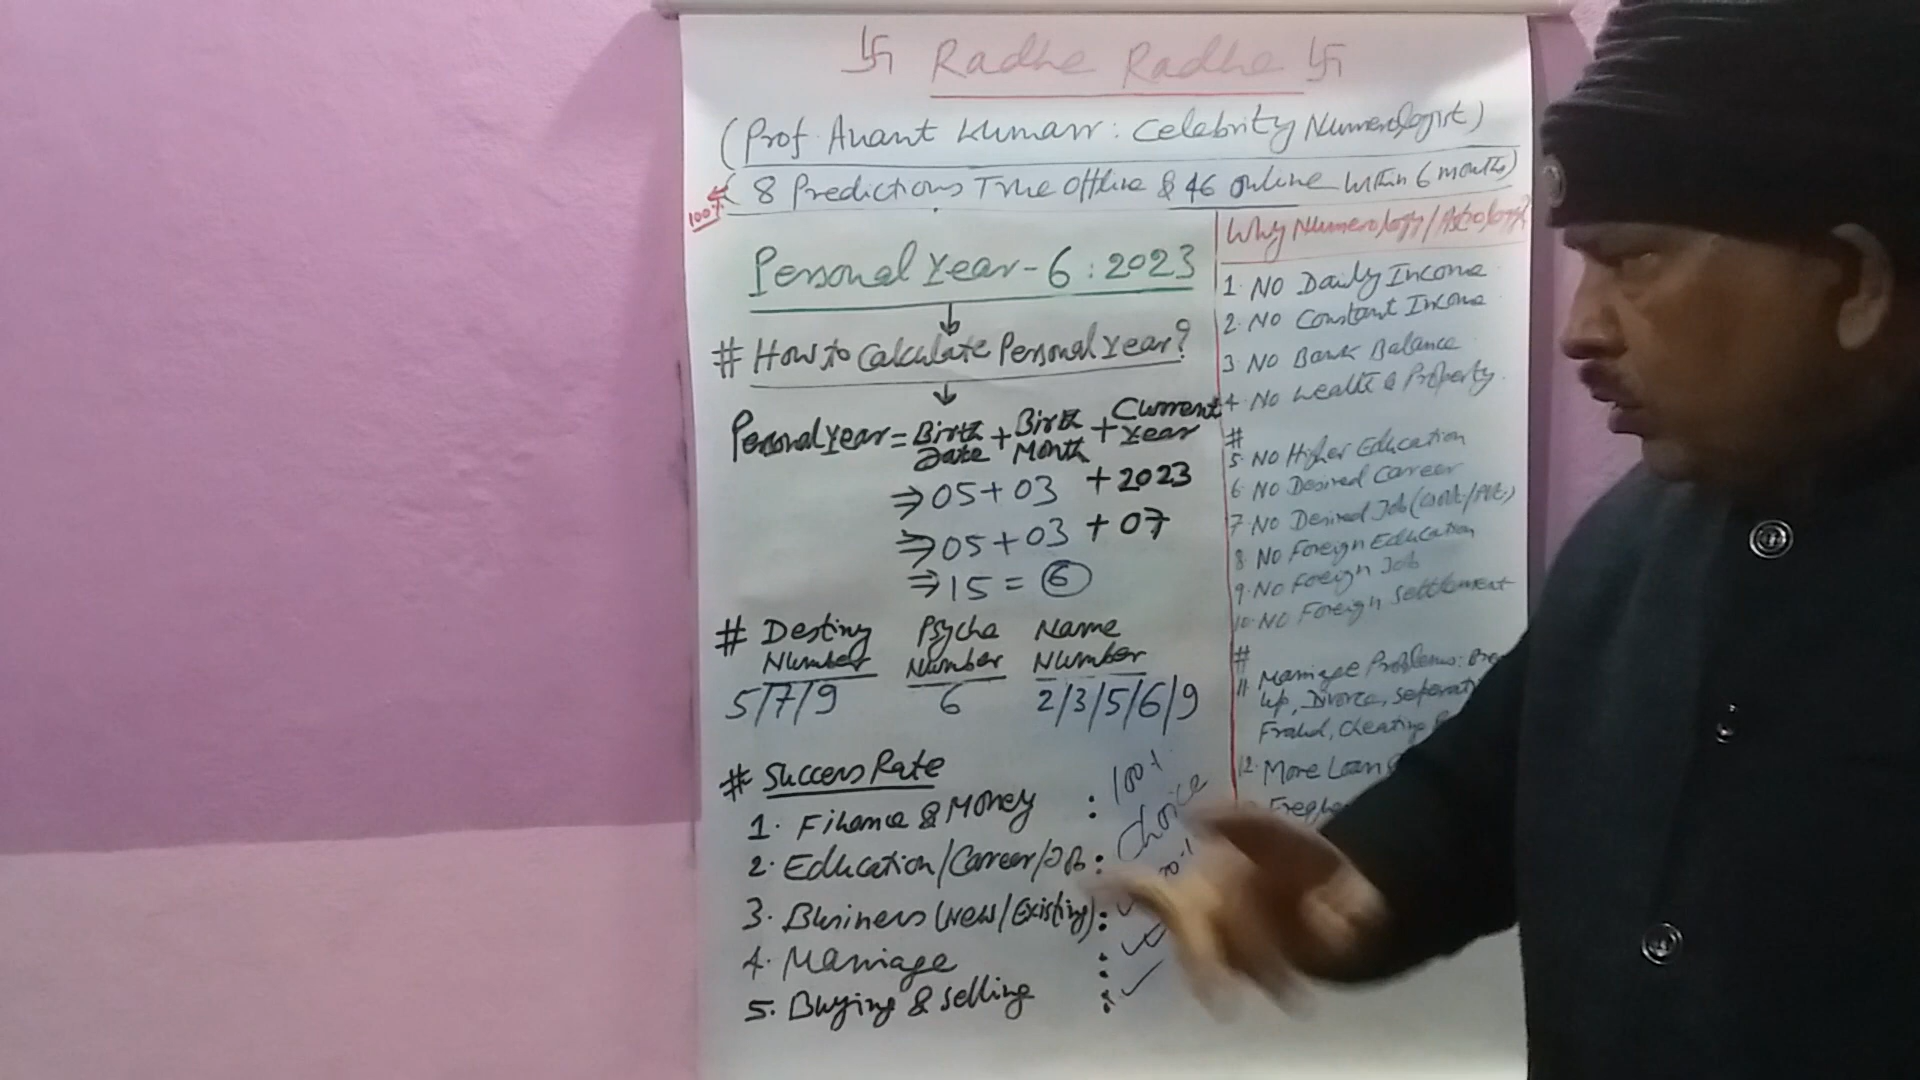 卐 Radhe Radhe 卐
(Prof. Anant Kumarr: Celebrity Numerologist)
(8 Predictions True Offline & 46 Online Within 6 months)
100%
Personal Year - 6 : 2023
# How to Calculate Personal Year?
Personal Year = Birth Date + Birth Month + Current Year
⇒ 05 + 03 + 2023
⇒ 05 + 03 + 07
⇒ 15 = 6
# Destiny Number Psyche Number Name Number
5/7/9 6 2/3/5/6/9
# Success Rate
1. Finance & Money : 100%
2. Education/Career/Job : Choice
3. Business (New/Existing) :
4. Marriage : ✓
5. Buying & Selling : ✓
Why Numerology/Astrology?
1. No Daily Income
2. No Constant Income
3. No Bank Balance
4. No Wealth & Property.
#
5. No Higher Education
6. No Desired Career
7. No Desired Job (Govt./Pvt.)
8. No Foreign Education
9. No Foreign Job
10. No Foreign Settlement
#
11. Marriage Problems:
Up, Divorce,
Fraud, Cheating
12. More Loan